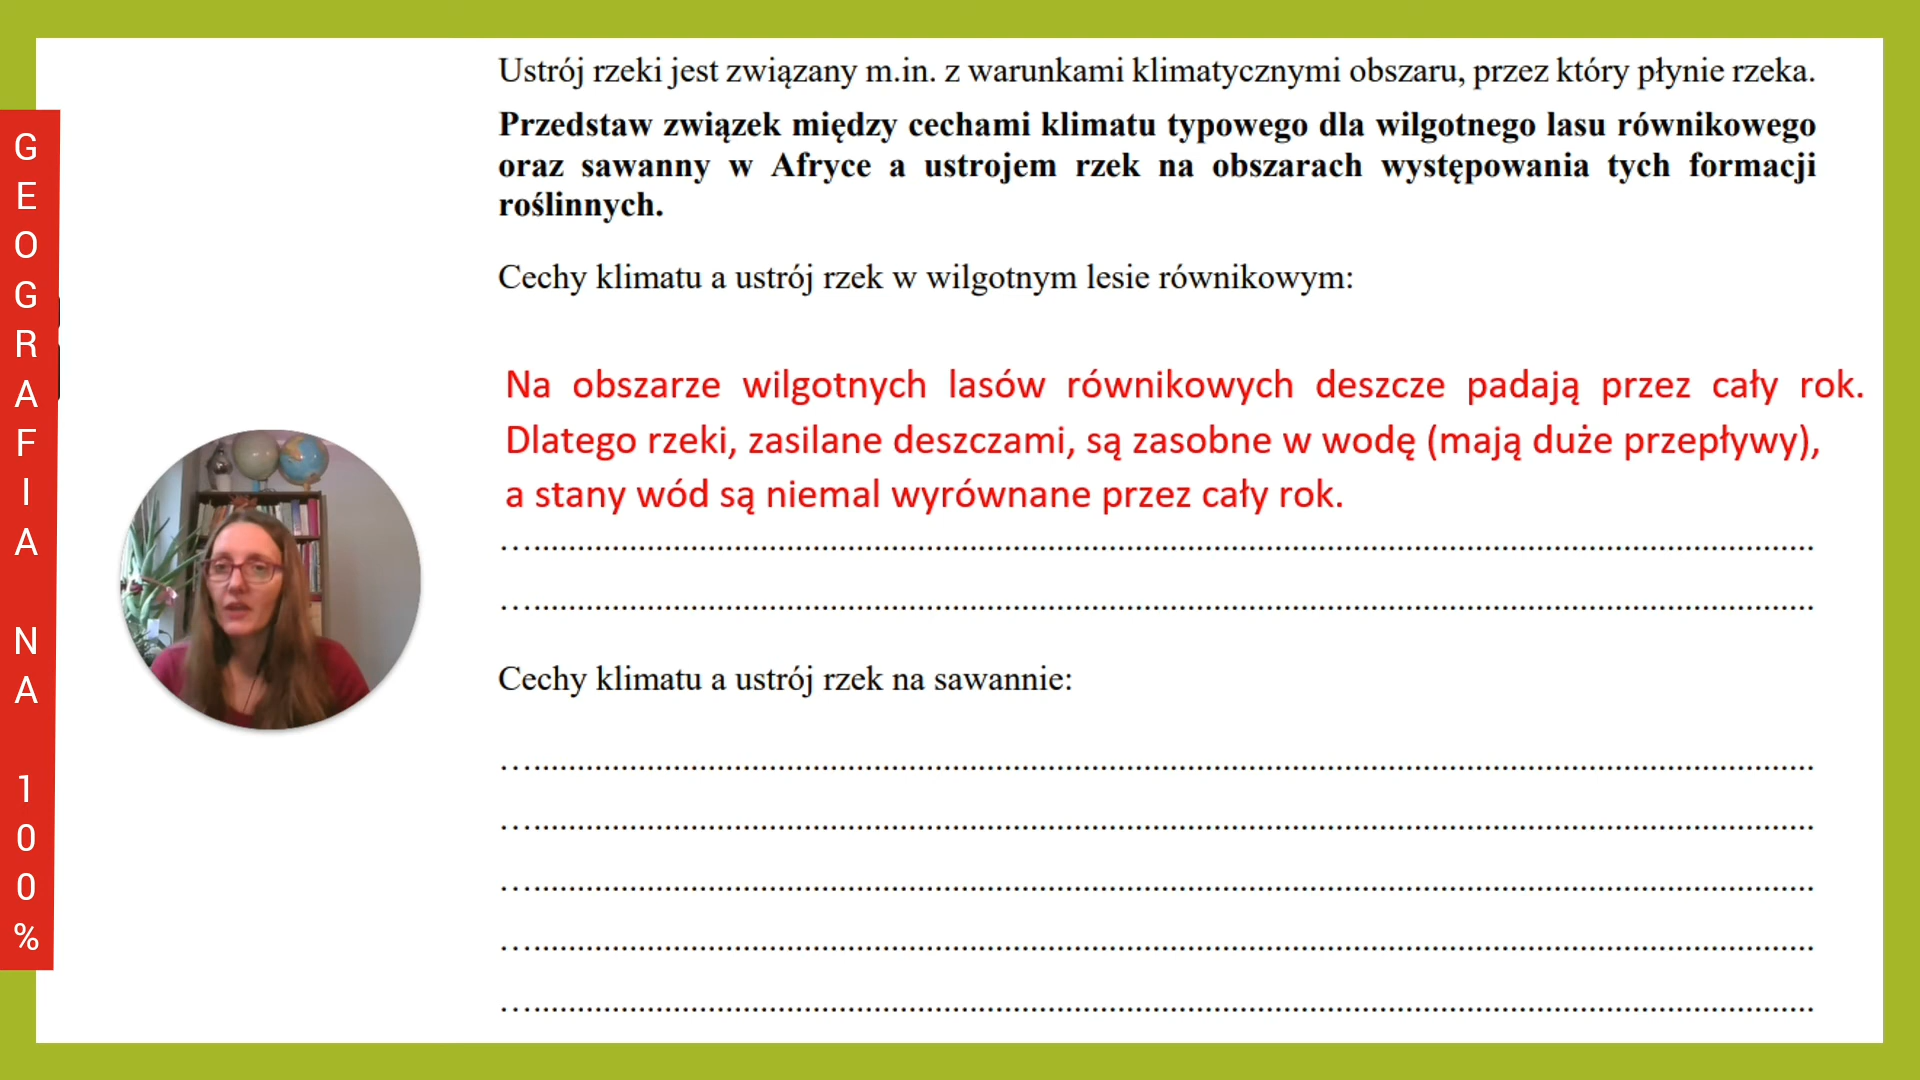 GEOGRAFIA NA 100%
Ustrój rzeki jest związany m.in. z warunkami klimatycznymi obszaru, przez który płynie rzeka.
Przedstaw związek między cechami klimatu typowego dla wilgotnego lasu równikowego
oraz sawanny w Afryce a ustrojem rzek na obszarach występowania tych formacji
roślinnych.
Cechy klimatu a ustrój rzek w wilgotnym lesie równikowym:
Na obszarze wilgotnych lasów równikowych deszcze padają przez cały rok.
Dlatego rzeki, zasilane deszczami, są zasobne w wodę (mają duże przepływy),
a stany wód są niemal wyrównane przez cały rok.
Cechy klimatu a ustrój rzek na sawannie: